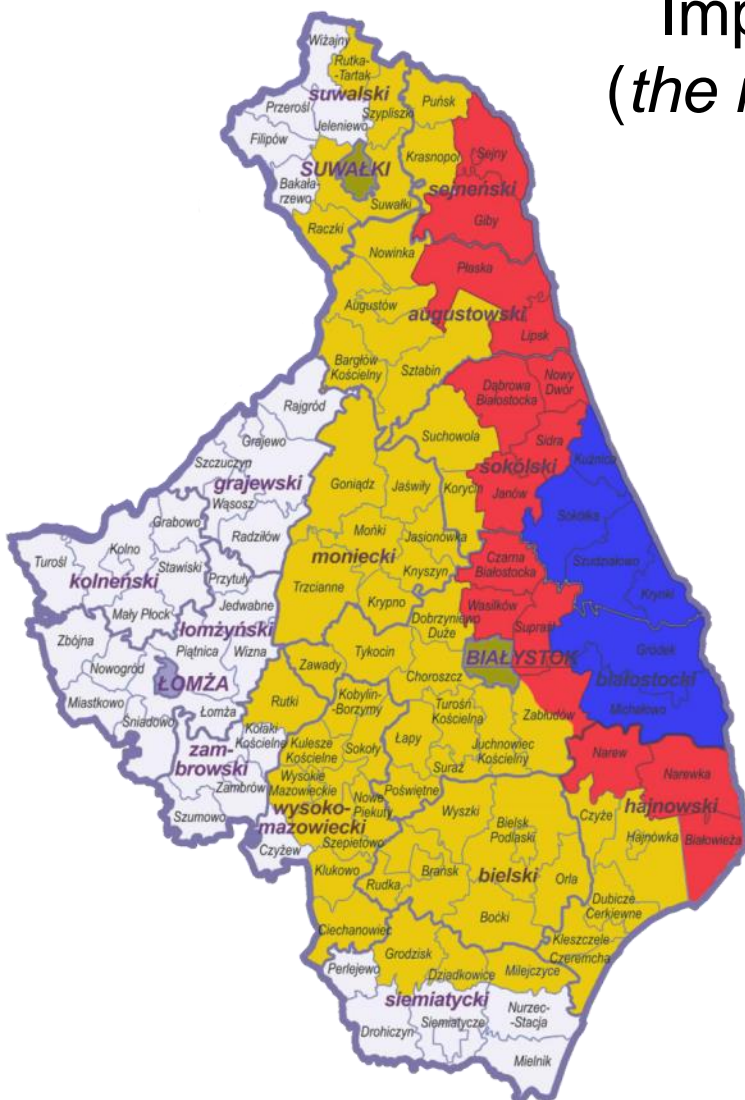 Imp
(the r
Wiżajny
Rutka-
-Tartak
suwalski
Szypliszki
Puńsk
Przerośl
Jeleniewo
Filipów
Krasnopol
Sejny
SUWAŁKI
Bakała-
rzewo
sejneński
Suwałki
Giby
Raczki
Nowinka
Płaska
Augustów
augustowski
Lipsk
Bargłów
Kościelny
Sztabin
Nowy
Dwór
Dąbrowa
Białostocka
Rajgród
Suchowola
Sidra
Grajewo
Szczuczyn
sokólski
Kuźnica
grajewski
Goniądz
Jaświły
Korycin
Janów
Wąsosz
Grabowo
Sokółka
Radziłów
Mońki
Jasionówka
Kolno
Turośl
Stawiski
moniecki
Czarna
Białostocka
Szudziałowo
kolneński
Przytuły
Knyszyn
Trzcianne
Krynki
Mały Płock
Jedwabne
Krypno
Wasilków
Dobrzyniewo
Duże
Supraśl
łomżyński
Zbójna
Piątnica
Wizna
Tykocin
Gródek
Nowogród
Zawady
BIAŁYSTOK
Choroszcz
białostocki
ŁOMŻA
Miastkowo
Rutki
Kobylin-
-Borzymy
Turośń
Kościelna
Zabłudów
Michałowo
Śniadowo
Łomża
Kołaki
Kościelne
Kulesze
Kościelne
Sokoły
Łapy
Juchnowiec
Kościelny
zam-
browski
Narew
Suraż
Narewka
Zambrów
Wysokie
Mazowieckie
Poświętne
Nowe
Piekuty
Szumowo
wysoko-
mazowiecki
Wyszki
Czyże
hajnowski
Bielsk
Podlaski
Hajnówka
Szepietowo
Białowieża
Czyżew
Klukowo
Rudka
Brańsk
bielski
Orla
Dubicze
Cerkiewne
Boćki
Ciechanowiec
Kleszczele
Grodzisk
Czeremcha
Perlejewo
Dziadkowice
Milejczyce
siemiatycki
Nurzec-
-Stacja
Drohiczyn
Siemiatycze
Mielnik